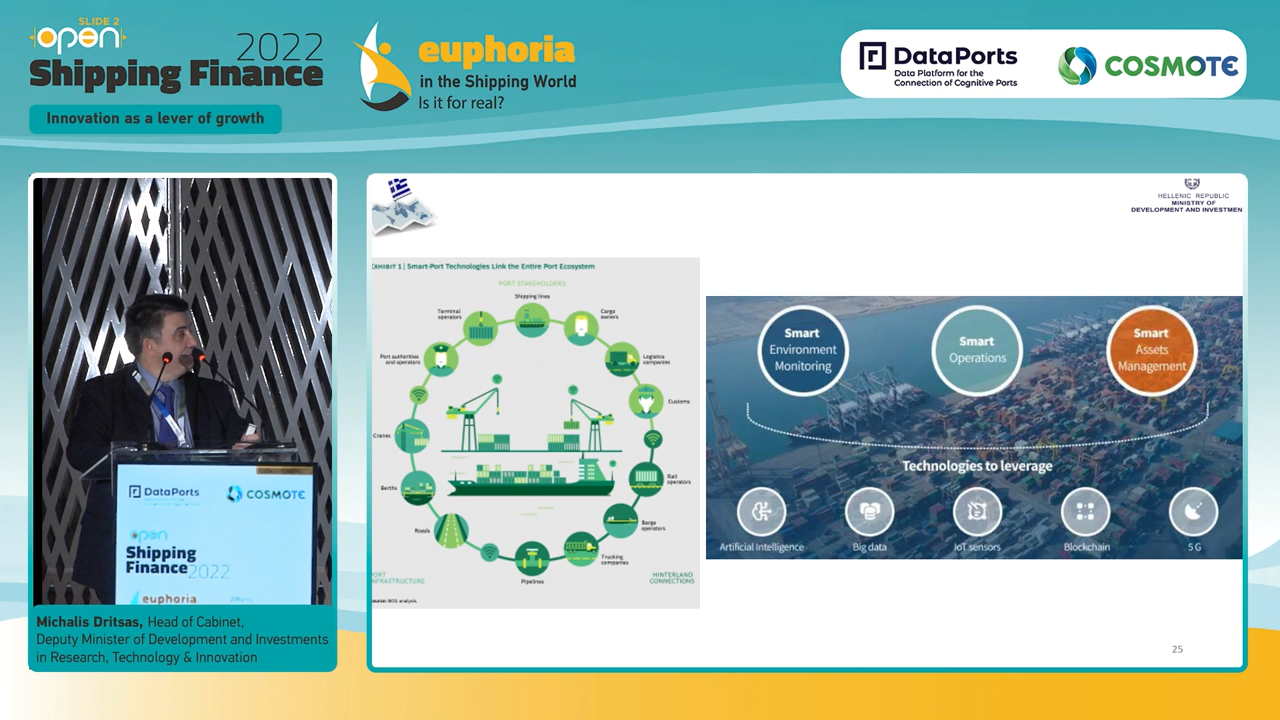 SLIDE 2
open
2022
Shipping Finance
Innovation as a lever of growth
euphoria
in the Shipping World
Is it for real?
DataPorts
Data Platform for the
Connection of Cognitive Ports
COSMOTE
DataPorts
COSMOTE
open
Shipping
Finance 2022
euphoria
Michalis Dritsas, Head of Cabinet,
Deputy Minister of Development and Investments
in Research, Technology & Innovation
HELLENIC REPUBLIC
MINISTRY OF
DEVELOPMENT AND INVESTMEN
EXHIBIT 1 | Smart-Port Technologies Link the Entire Port Ecosystem
PORT STAKEHOLDERS
Shipping lines
Terminal
operators
Cargo
owners
Port authorities
and operators
Logistics
companies
Customs
Cranes
Rail
operators
Berths
Barge
operators
Roads
Trucking
companies
Pipelines
PORT
INFRASTRUCTURE
HINTERLAND
CONNECTIONS
Source: BCG analysis.
Smart
Environment
Monitoring
Smart
Operations
Smart
Assets
Management
Technologies to leverage
Artificial Intelligence
Big data
IoT sensors
Blockchain
5 G
25